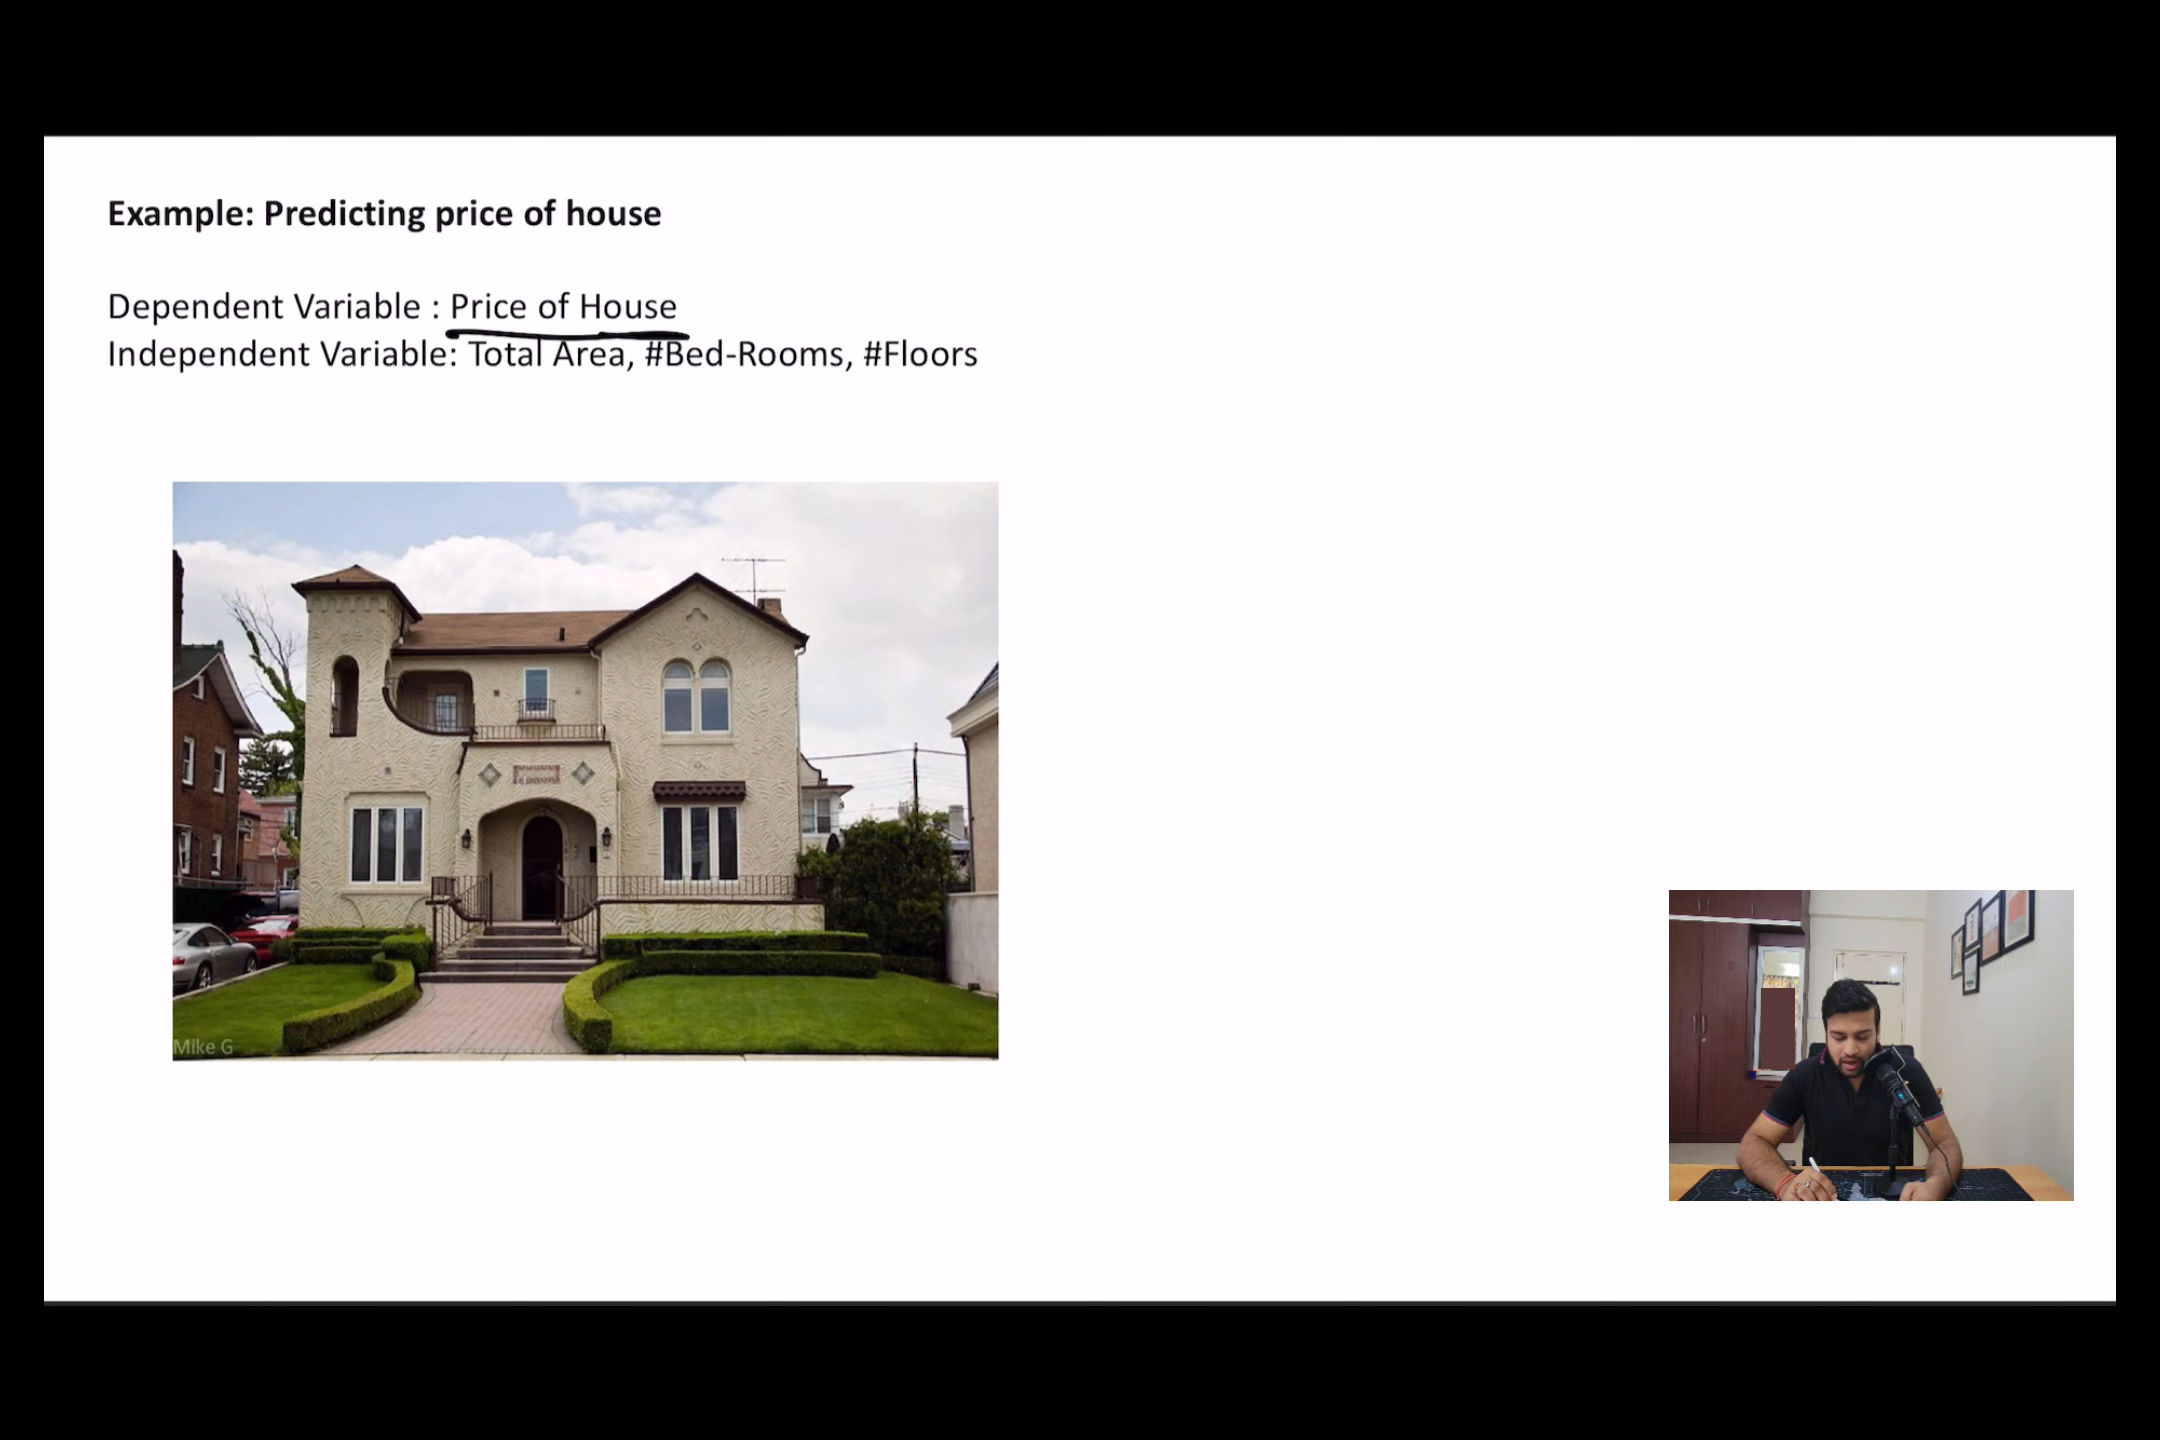 Example: Predicting price of house
Dependent Variable : Price of House
Independent Variable: Total Area, #Bed-Rooms, #Floors
Mike G